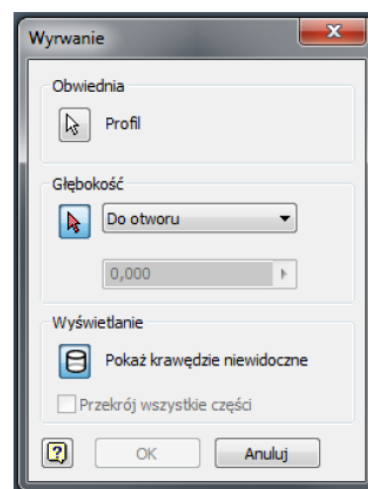 Wyrwanie
Obwiednia
Profil
Głębokość
Do otworu
0,000
Wyświetlanie
Pokaż krawędzie niewidoczne
Przekrój wszystkie części
OK Anuluj